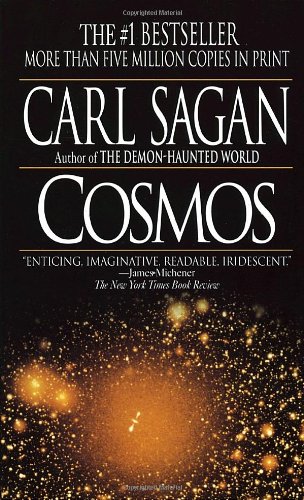 THE #1 BESTSELLER
MORE THAN FIVE MILLION COPIES IN PRINT
CARL SAGAN
Author of THE DEMON-HAUNTED WORLD
COSMOS
"ENTICING. IMAGINATIVE. READABLE. IRIDESCENT."
—James Michener
The New York Times Book Review